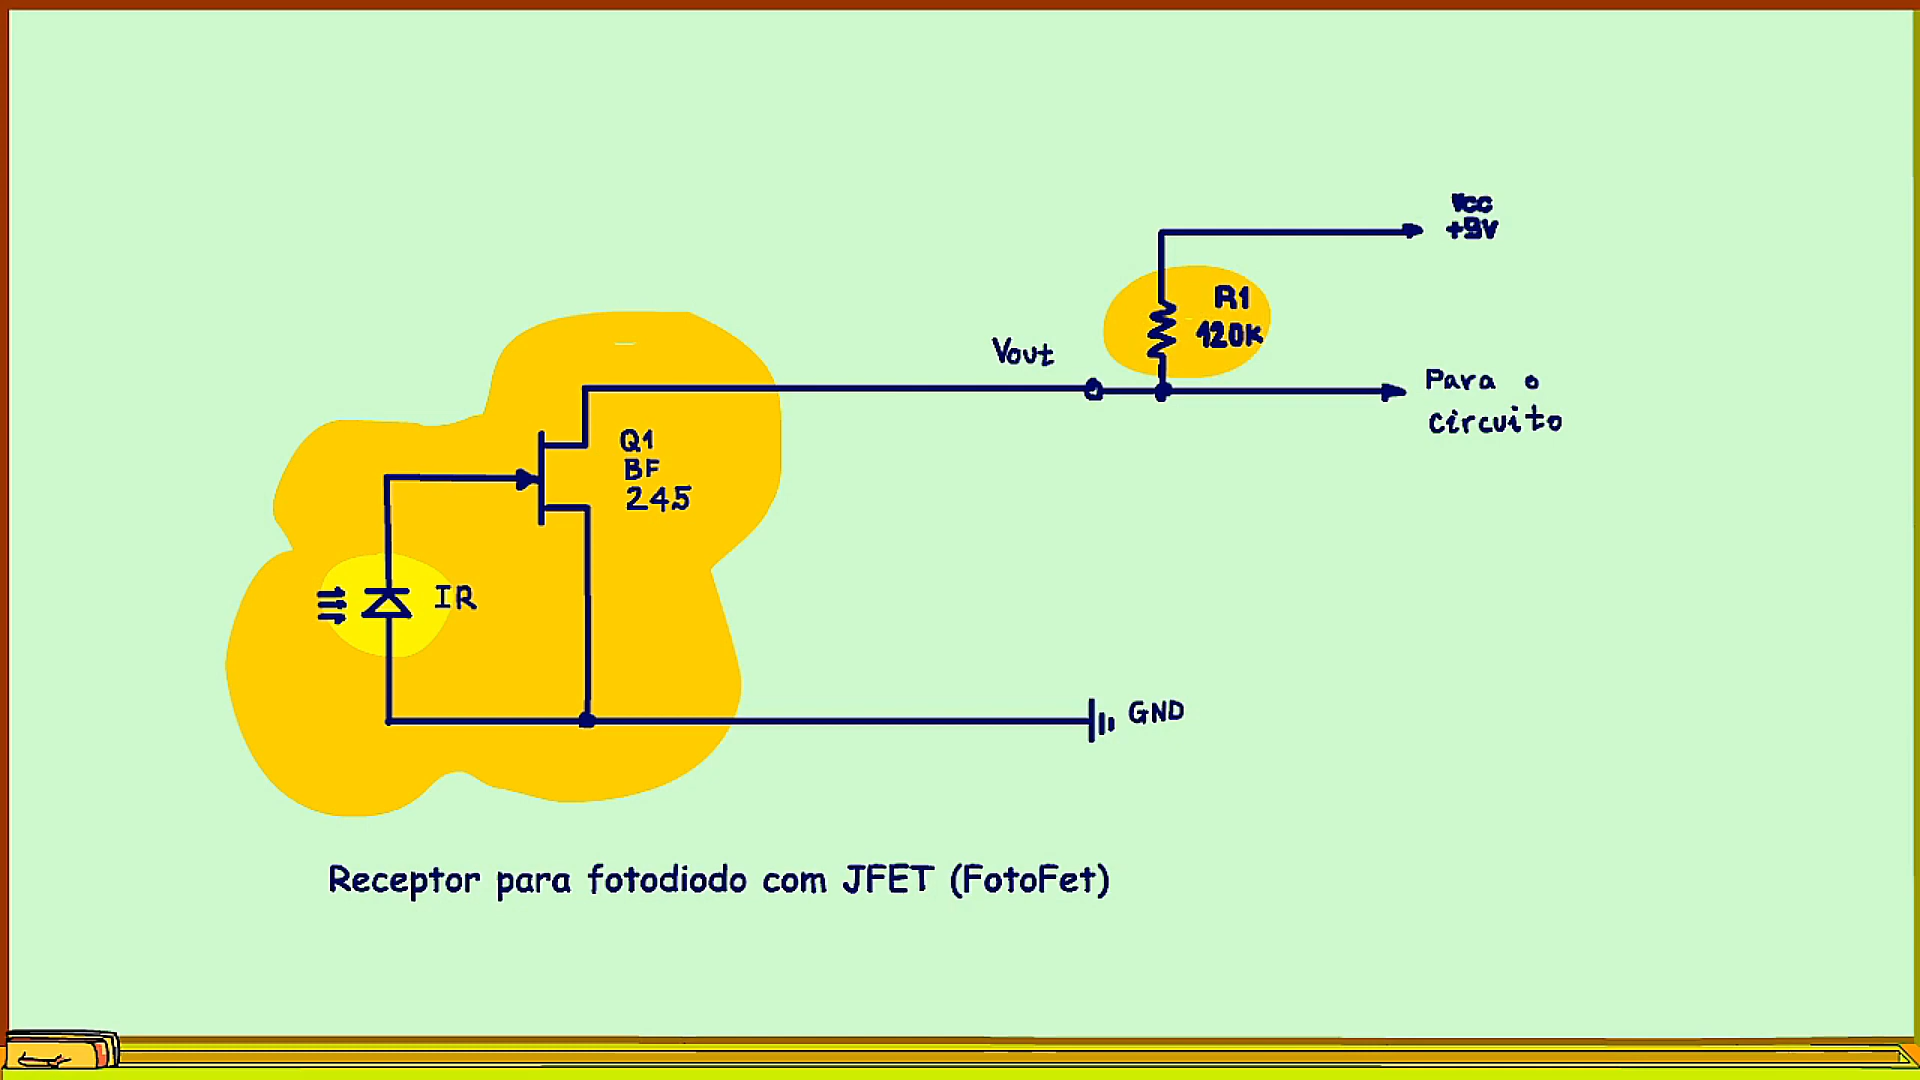 Vcc
+9V
R1
120K
Vout
Para o
circuito
Q1
BF
245
IR
GND
Receptor para fotodiodo com JFET (FotoFet)